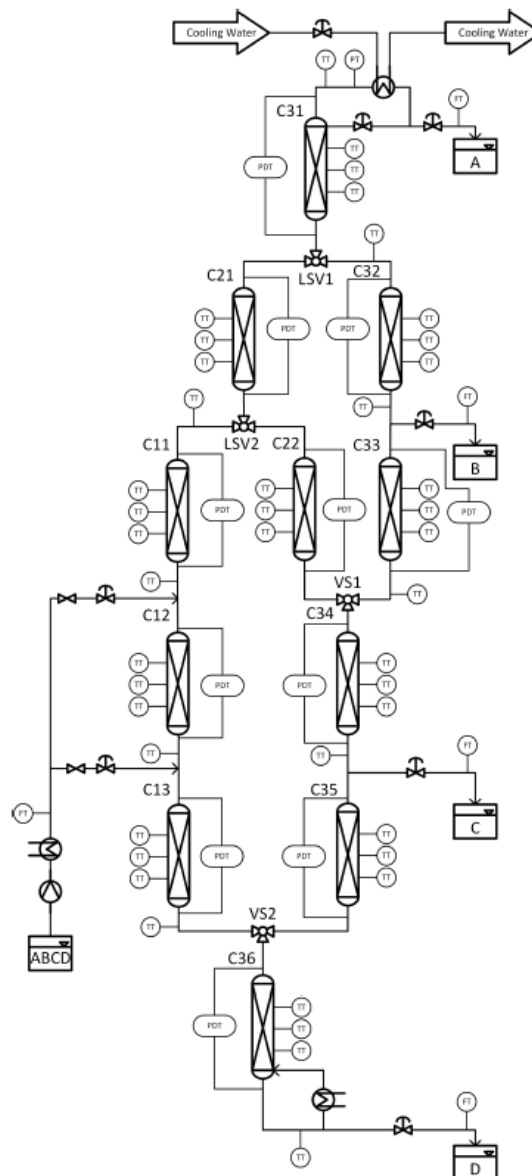 Cooling Water Cooling Water
TT PT
C31 FT
TT
PDT TT A
TT
TT
C21 LSV1 C32
TT TT
TT PDT PDT TT
TT TT
TT FT
TT
C11 LSV2 C22 C33 B
TT TT TT
TT PDT TT PDT TT PDT
TT TT TT
TT VS1 TT
C12 C34
TT TT
TT PDT PDT TT
TT TT
TT TT FT
C13 C35
FT C
TT TT
TT PDT PDT TT
TT TT
TT VS2
ABCD
C36
TT
PDT TT
TT
FT
TT
D